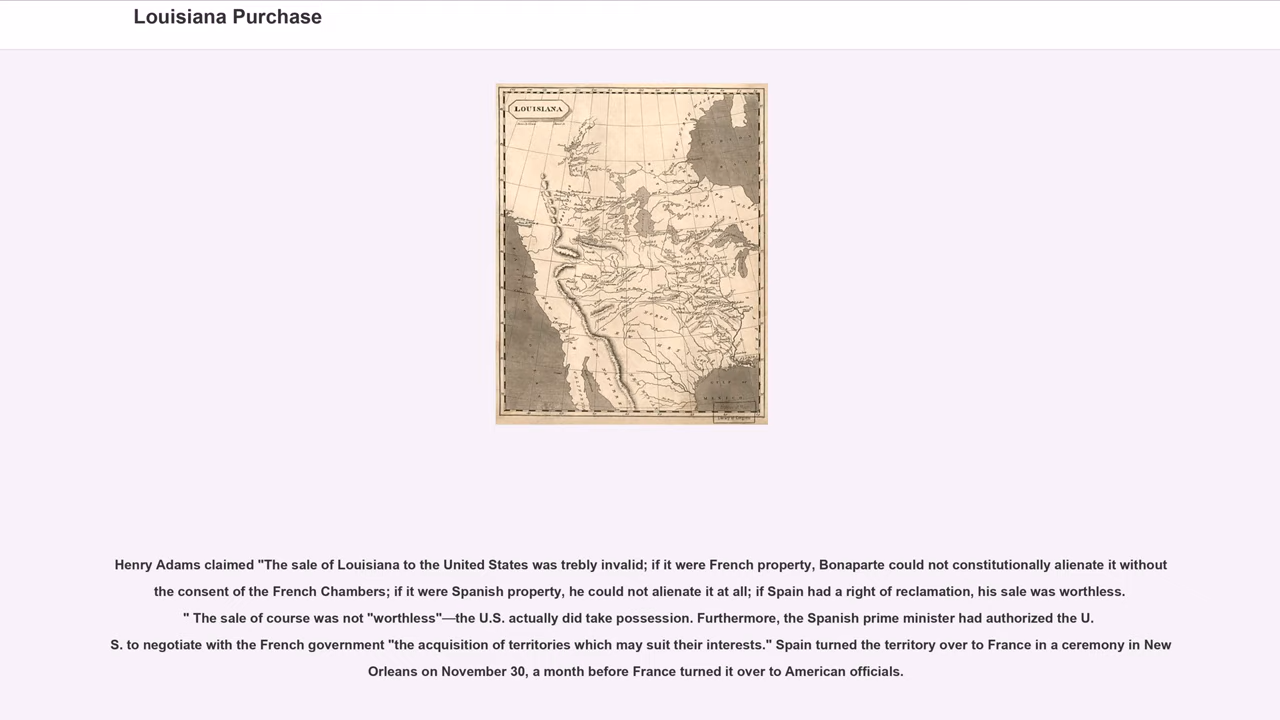 Louisiana Purchase
LOUISIANA
Henry Adams claimed "The sale of Louisiana to the United States was trebly invalid; if it were French property, Bonaparte could not constitutionally alienate it without
the consent of the French Chambers; if it were Spanish property, he could not alienate it at all; if Spain had a right of reclamation, his sale was worthless.
" The sale of course was not "worthless"—the U.S. actually did take possession. Furthermore, the Spanish prime minister had authorized the U.
S. to negotiate with the French government "the acquisition of territories which may suit their interests." Spain turned the territory over to France in a ceremony in New
Orleans on November 30, a month before France turned it over to American officials.